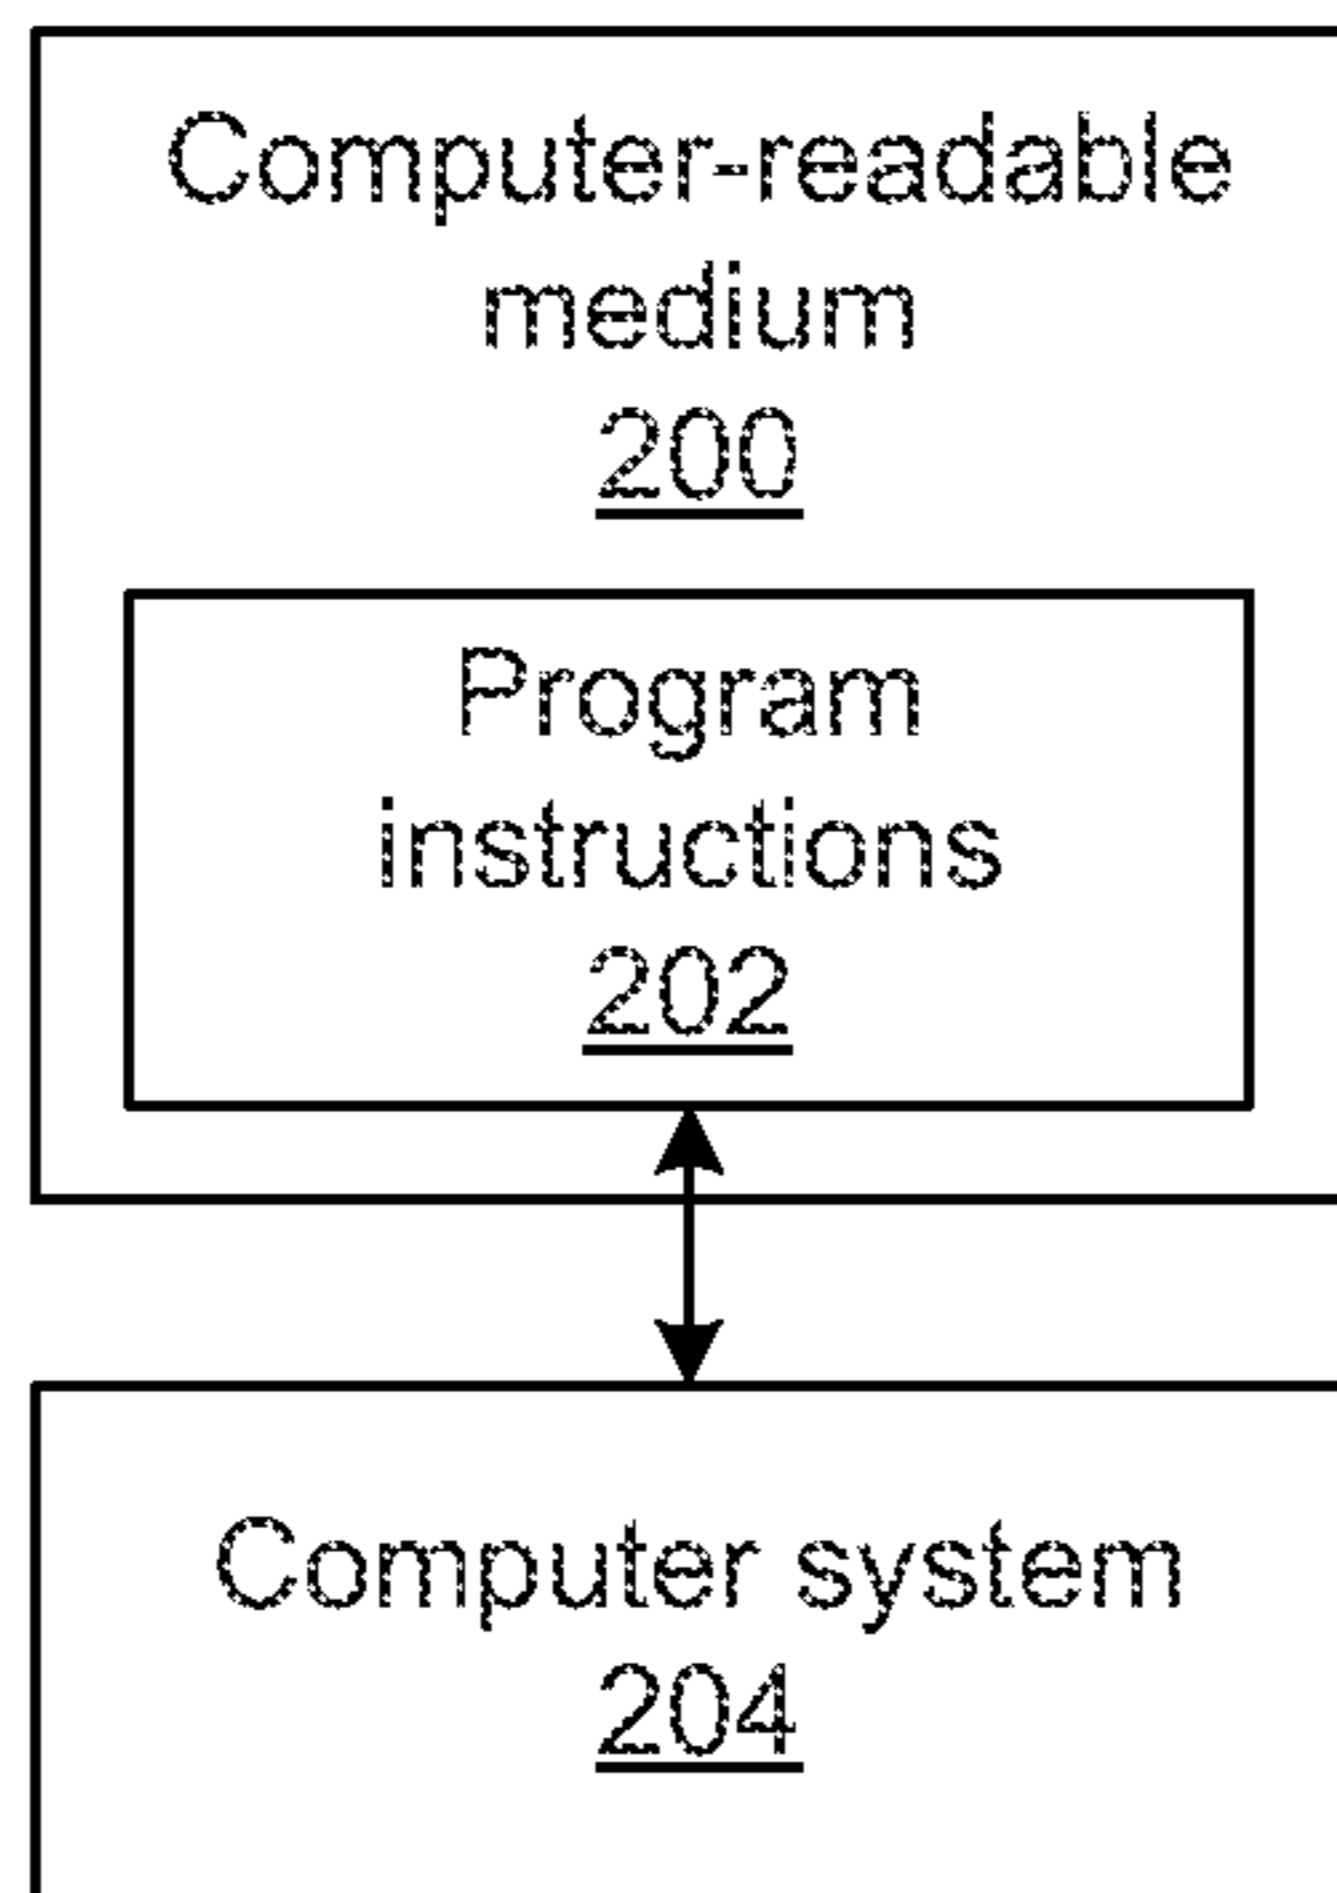 Computer-readable
medium
200
Program
instructions
202
Computer system
204